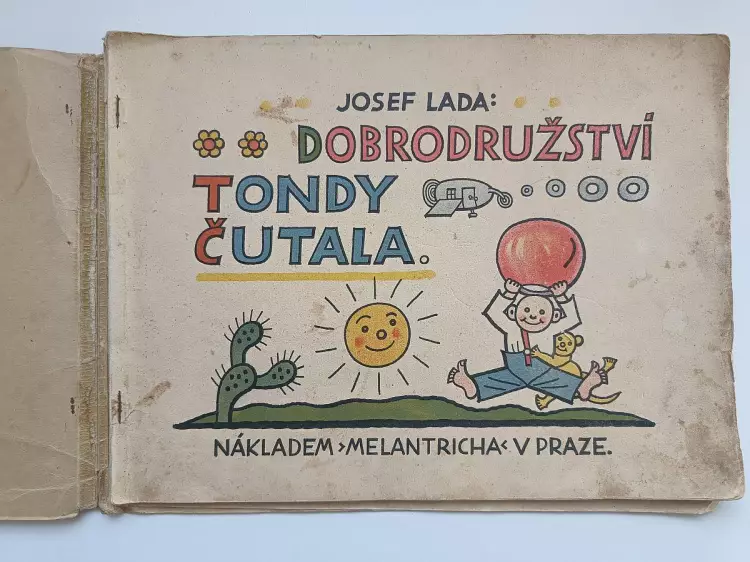 JOSEF LADA:
DOBRODRUŽSTVÍ
TONDY
ČUTALA.
NÁKLADEM ›MELANTRICHA‹ V PRAZE.